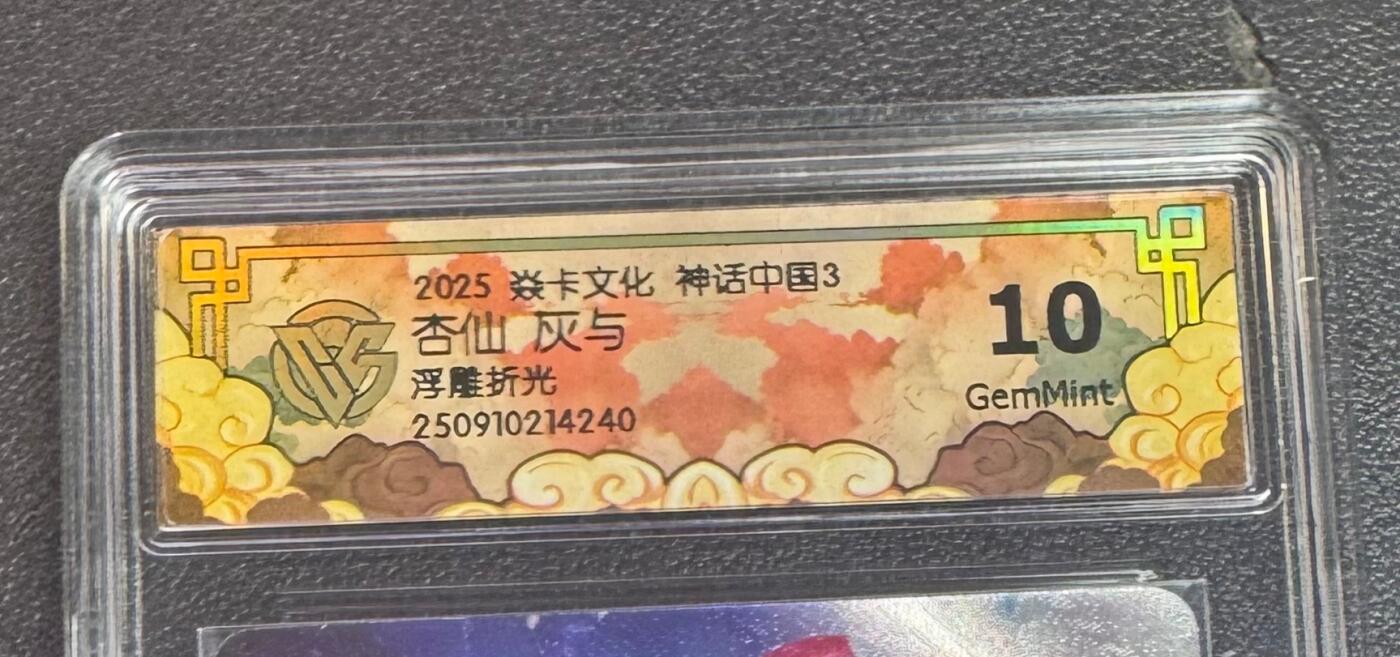 2025 焱卡文化 神话中国3
杏仙 灰与
浮雕折光
250910214240
10
GemMint